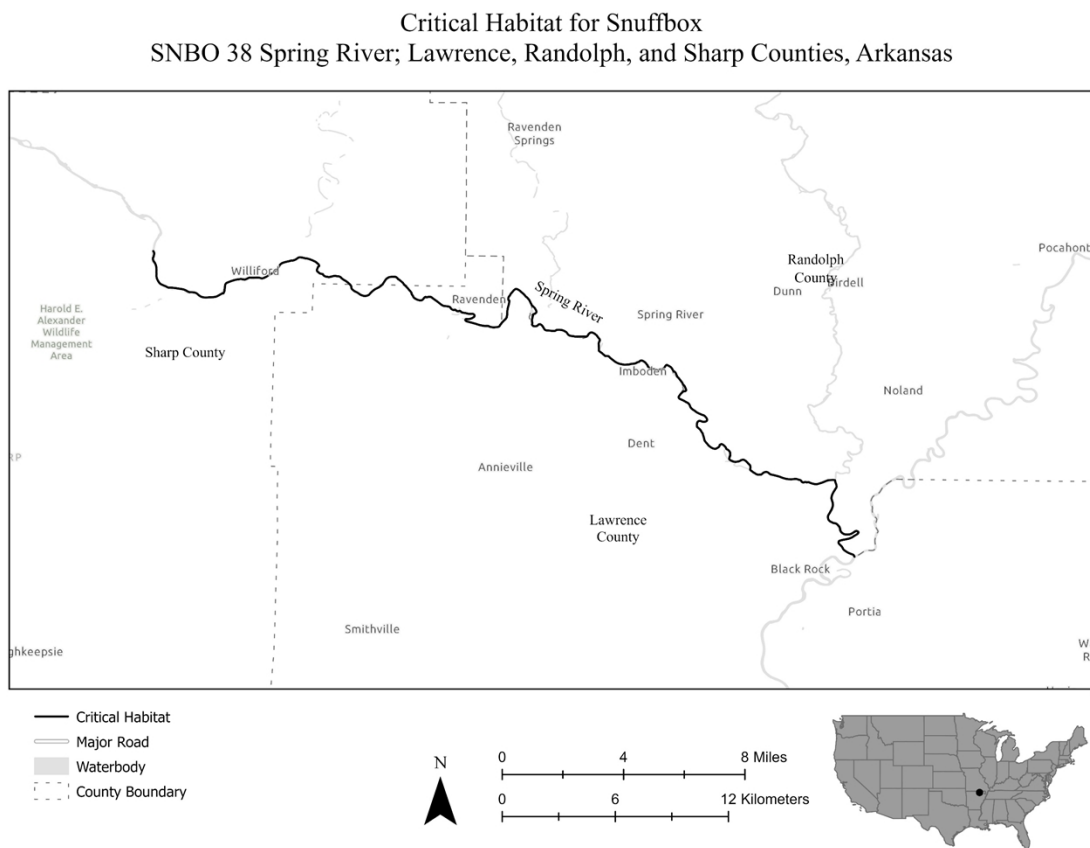 Critical Habitat for Snuffbox
SNBO 38 Spring River; Lawrence, Randolph, and Sharp Counties, Arkansas
Ravenden
Springs
Pocahont
Randolph
County
Williford
Dunn
Birdell
Ravenden
Spring River
Harold E.
Alexander
Wildlife
Management
Area
Spring River
Sharp County
Imboden
Noland
Dent
RP
Annieville
Lawrence
County
Black Rock
Portia
Smithville
ghkeepsie
W
R
Critical Habitat
Major Road
Waterbody
County Boundary
N
0 4 8 Miles
0 6 12 Kilometers